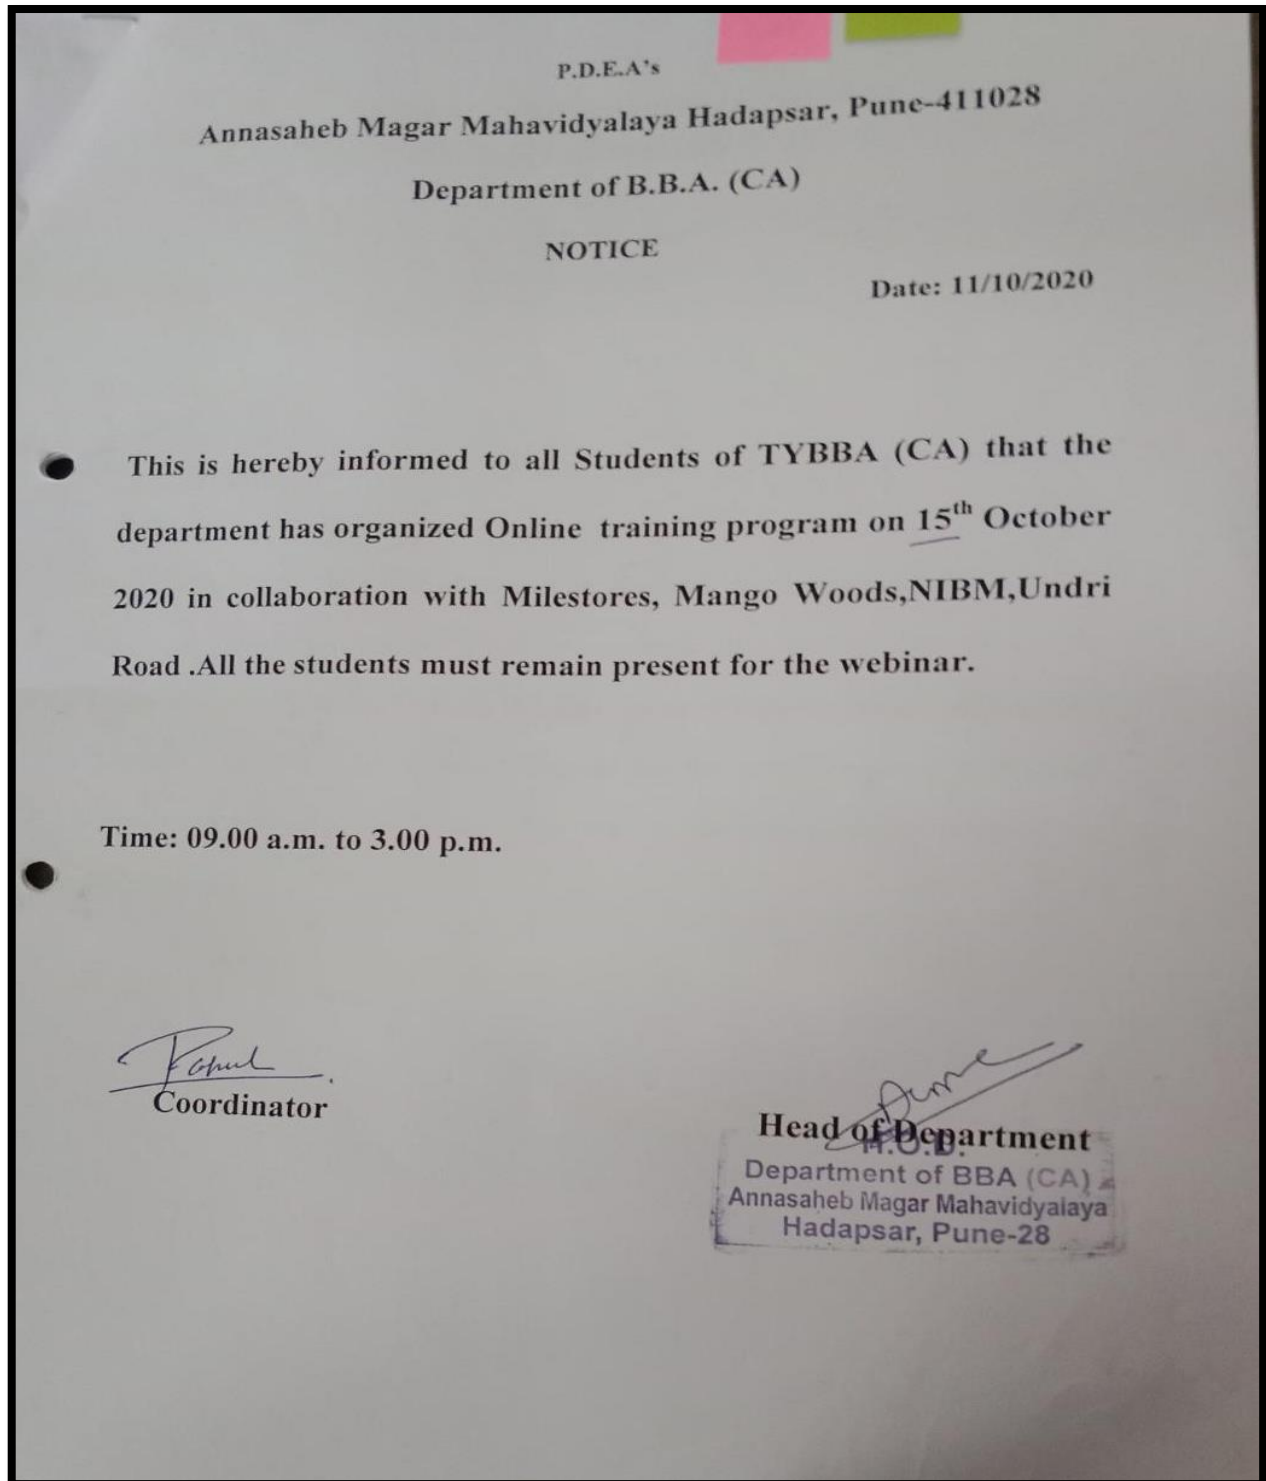 P.D.E.A's
Annasaheb Magar Mahavidyalaya Hadapsar, Pune-411028
Department of B.B.A. (CA)
NOTICE
Date: 11/10/2020
This is hereby informed to all Students of TYBBA (CA) that the
department has organized Online training program on 15th October
2020 in collaboration with Milestores, Mango Woods,NIBM,Undri
Road .All the students must remain present for the webinar.
Time: 09.00 a.m. to 3.00 p.m.
Coordinator
Head of Department
H.O.D.
Department of BBA (CA)
Annasaheb Magar Mahavidyalaya
Hadapsar, Pune-28